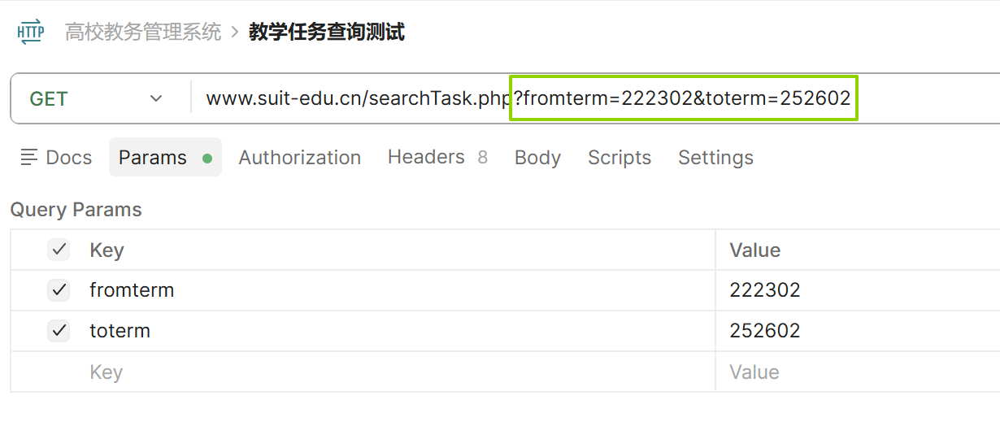 HTTP 高校教务管理系统 > 教学任务查询测试
GET www.suit-edu.cn/searchTask.php?fromterm=222302&toterm=252602
Docs Params Authorization Headers 8 Body Scripts Settings
Query Params
Key Value
fromterm 222302
toterm 252602
Key Value